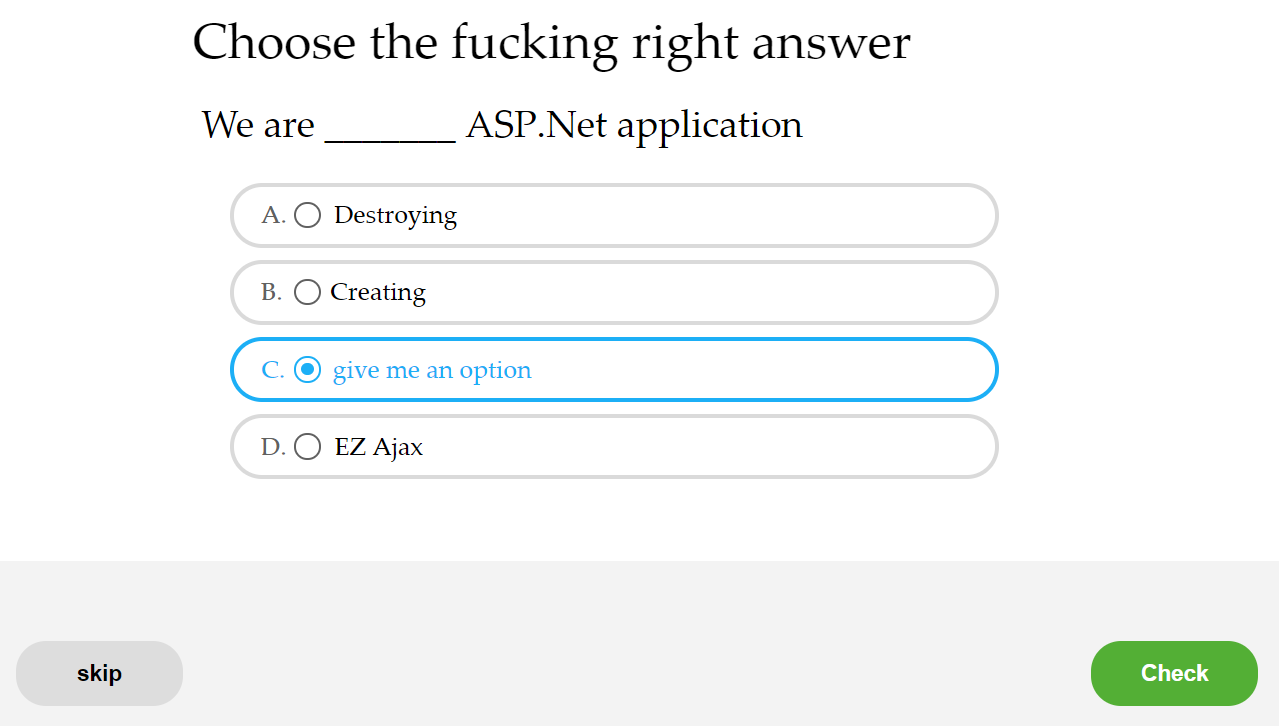 Choose the fucking right answer
We are _______ ASP.Net application
A. Destroying
B. Creating
C. give me an option
D. EZ Ajax
skip
Check